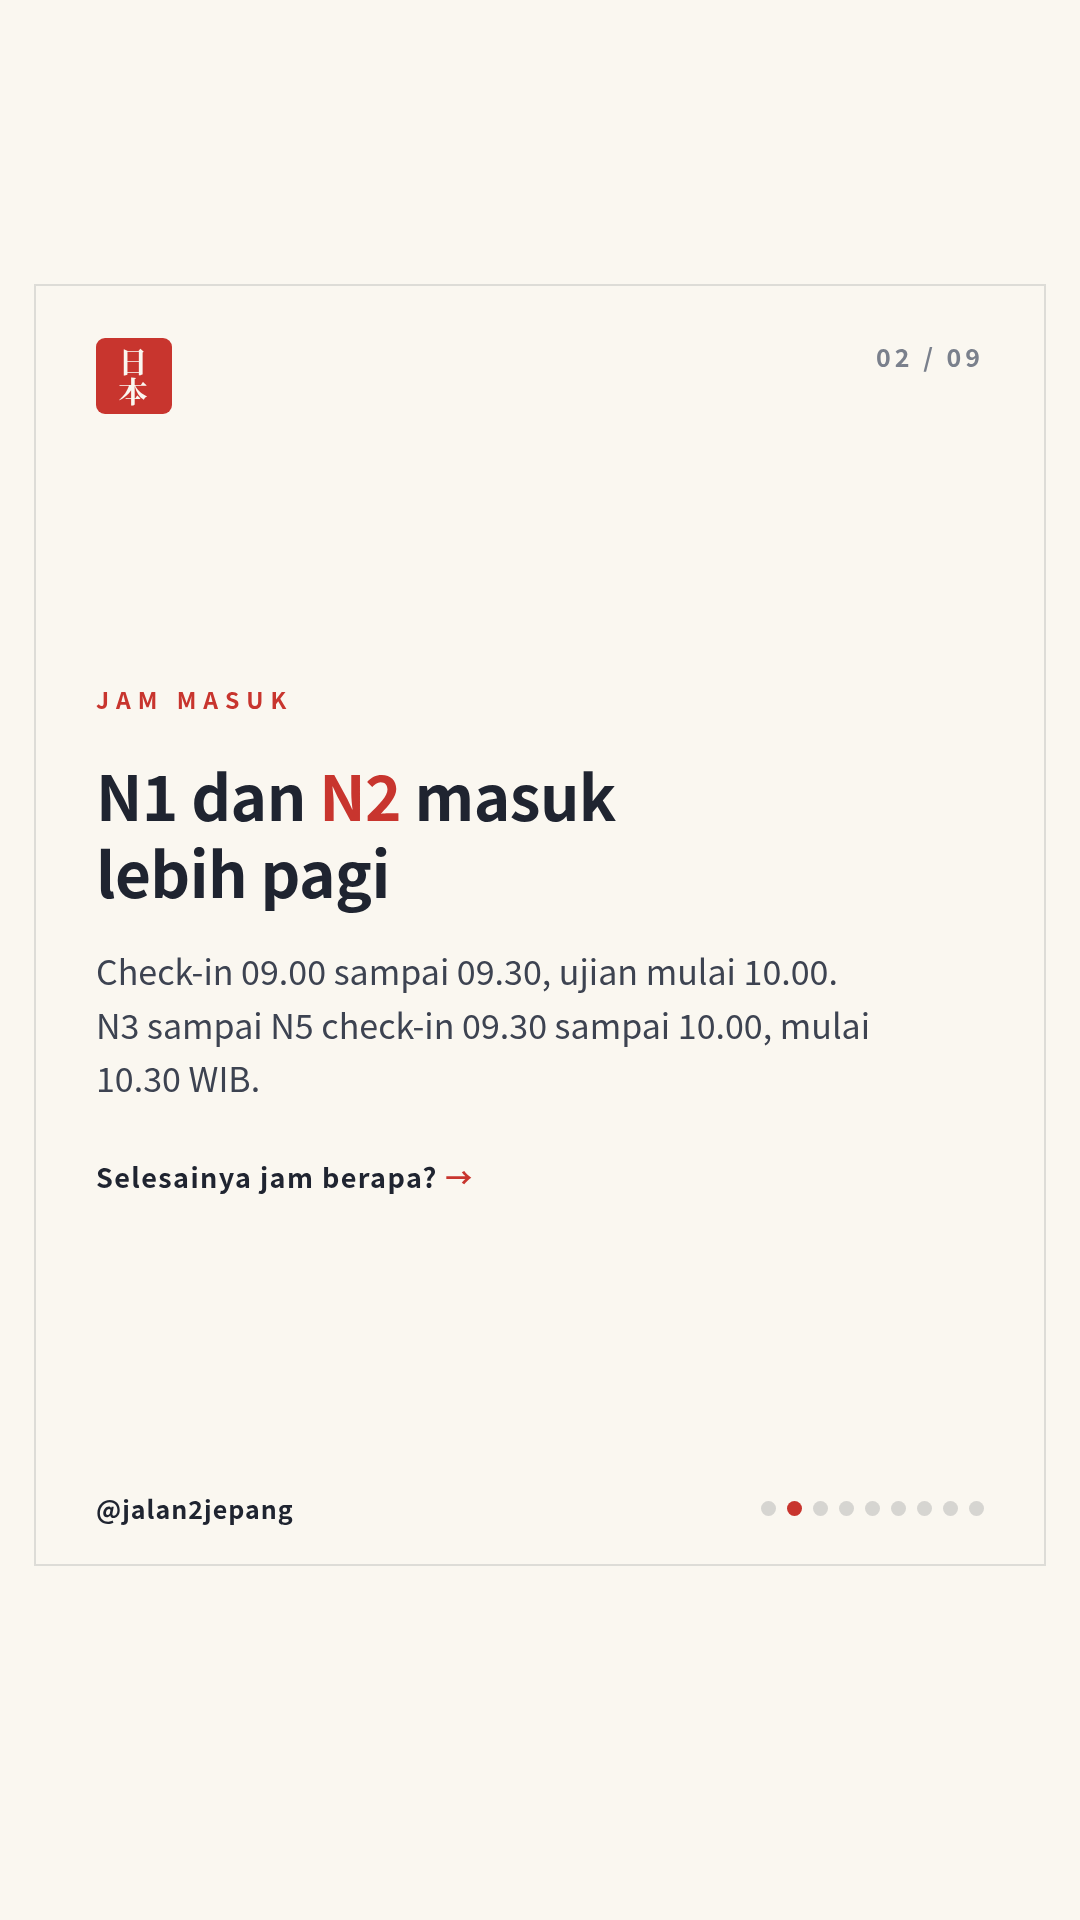 日本
02 / 09
JAM MASUK
N1 dan N2 masuk
lebih pagi
Check-in 09.00 sampai 09.30, ujian mulai 10.00.
N3 sampai N5 check-in 09.30 sampai 10.00, mulai
10.30 WIB.
Selesainya jam berapa? →
@jalan2jepang